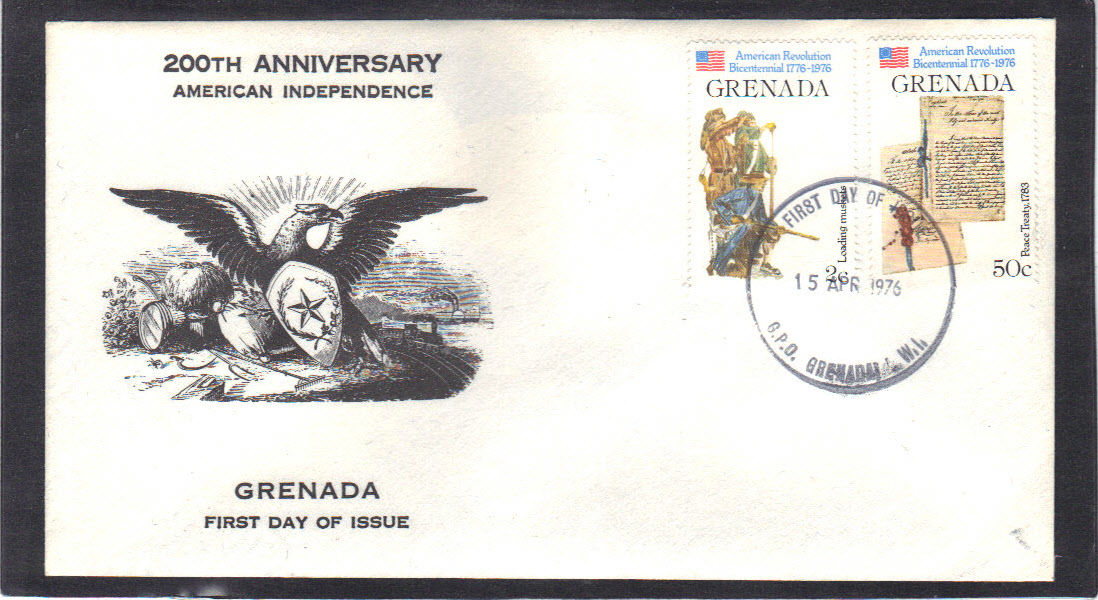 200TH ANNIVERSARY
AMERICAN INDEPENDENCE
GRENADA
FIRST DAY OF ISSUE
American Revolution
Bicentennial 1776-1976
GRENADA
Loading muskets
2c
American Revolution
Bicentennial 1776-1976
GRENADA
Peace Treaty, 1783
50c
FIRST DAY OF
15 APR 1976
G.P.O. GRENADA W.I.